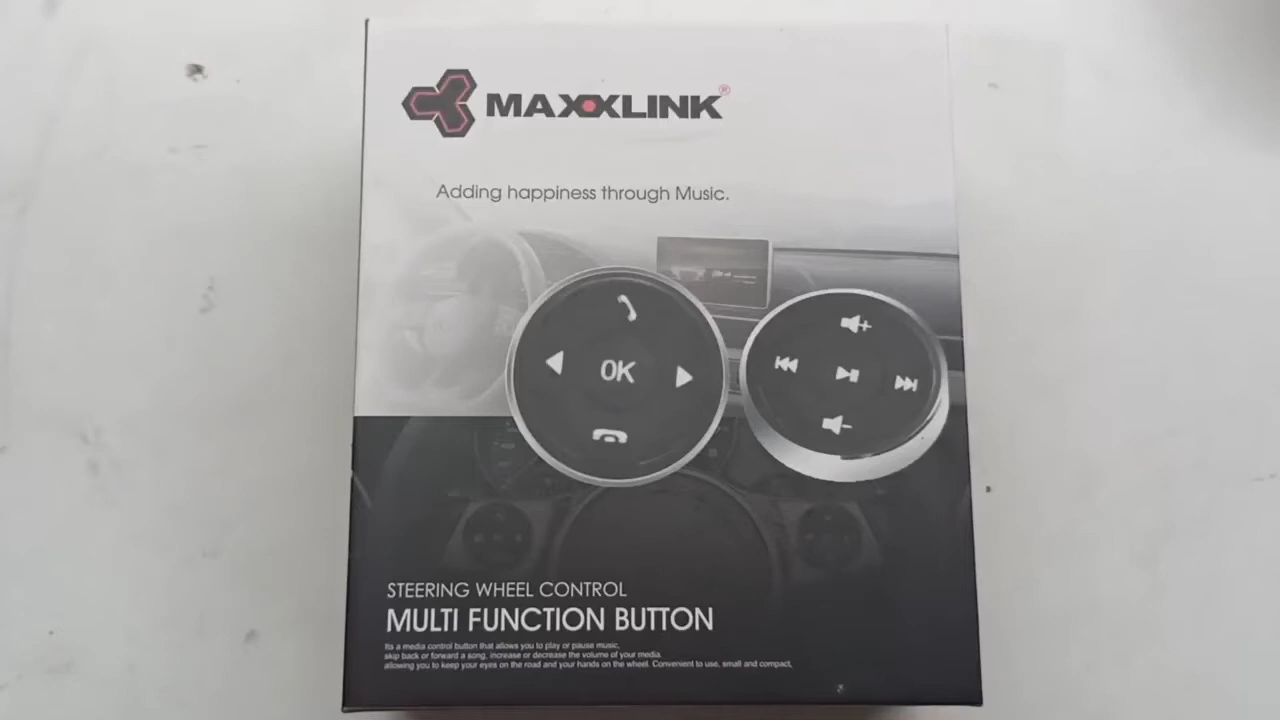 MAXXLINK®
Adding happiness through Music.
OK
STEERING WHEEL CONTROL
MULTI FUNCTION BUTTON
Its a media control button that allows you to play or pause music,
skip back or forward a song, increase or decrease the volume of your media.
allowing you to keep your eyes on the road and your hands on the wheel. Convenient to use, small and compact,